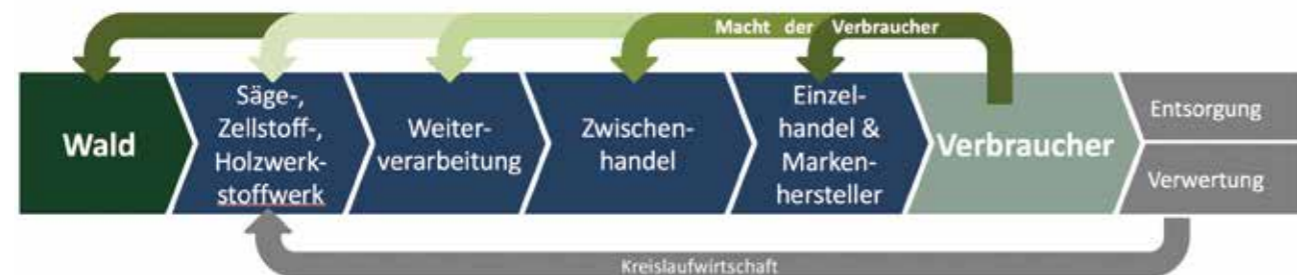 Macht der Verbraucher
Wald
Säge-,
Zellstoff-,
Holzwerk-
stoffwerk
Weiter-
verarbeitung
Zwischen-
handel
Einzel-
handel &
Marken-
hersteller
Verbraucher
Entsorgung
Verwertung
Kreislaufwirtschaft